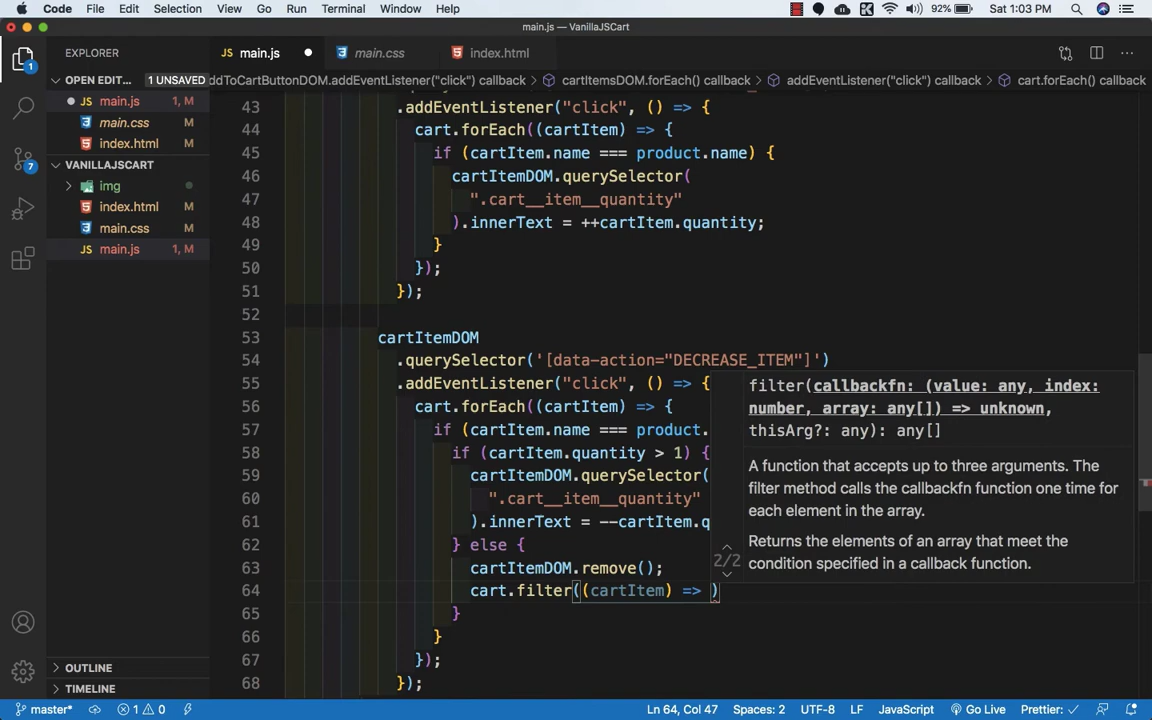 Code File Edit Selection View Go Run Terminal Window Help 92% Sat 1:03 PM
main.js — VanillaJSCart
EXPLORER
main.js main.css index.html
OPEN EDIT... 1 UNSAVED
ddToCartButtonDOM.addEventListener("click") callback > cartItemsDOM.forEach() callback > addEventListener("click") callback > cart.forEach() callback
JS main.js 1, M
main.css M
index.html M
VANILLAJSCART
img
index.html M
main.css M
JS main.js 1, M
43 .addEventListener("click", () => {
44 cart.forEach((cartItem) => {
45 if (cartItem.name === product.name) {
46 cartItemDOM.querySelector(
47 ".cart__item__quantity"
48 ).innerText = ++cartItem.quantity;
49 }
50 });
51 });
52
53 cartItemDOM
54 .querySelector('[data-action="DECREASE_ITEM"]')
55 .addEventListener("click", () => {
56 cart.forEach((cartItem) => {
57 if (cartItem.name === product.
58 if (cartItem.quantity > 1) {
59 cartItemDOM.querySelector(
60 ".cart__item__quantity"
61 ).innerText = --cartItem.q
62 } else {
63 cartItemDOM.remove();
64 cart.filter((cartItem) => )
65 }
66 }
67 });
68 });
filter(callbackfn: (value: any, index:
number, array: any[]) => unknown,
thisArg?: any): any[]
A function that accepts up to three arguments. The
filter method calls the callbackfn function one time for
each element in the array.
Returns the elements of an array that meet the
condition specified in a callback function.
2/2
1
7
OUTLINE
TIMELINE
master* 1 0 Ln 64, Col 47 Spaces: 2 UTF-8 LF JavaScript Go Live Prettier: ✓